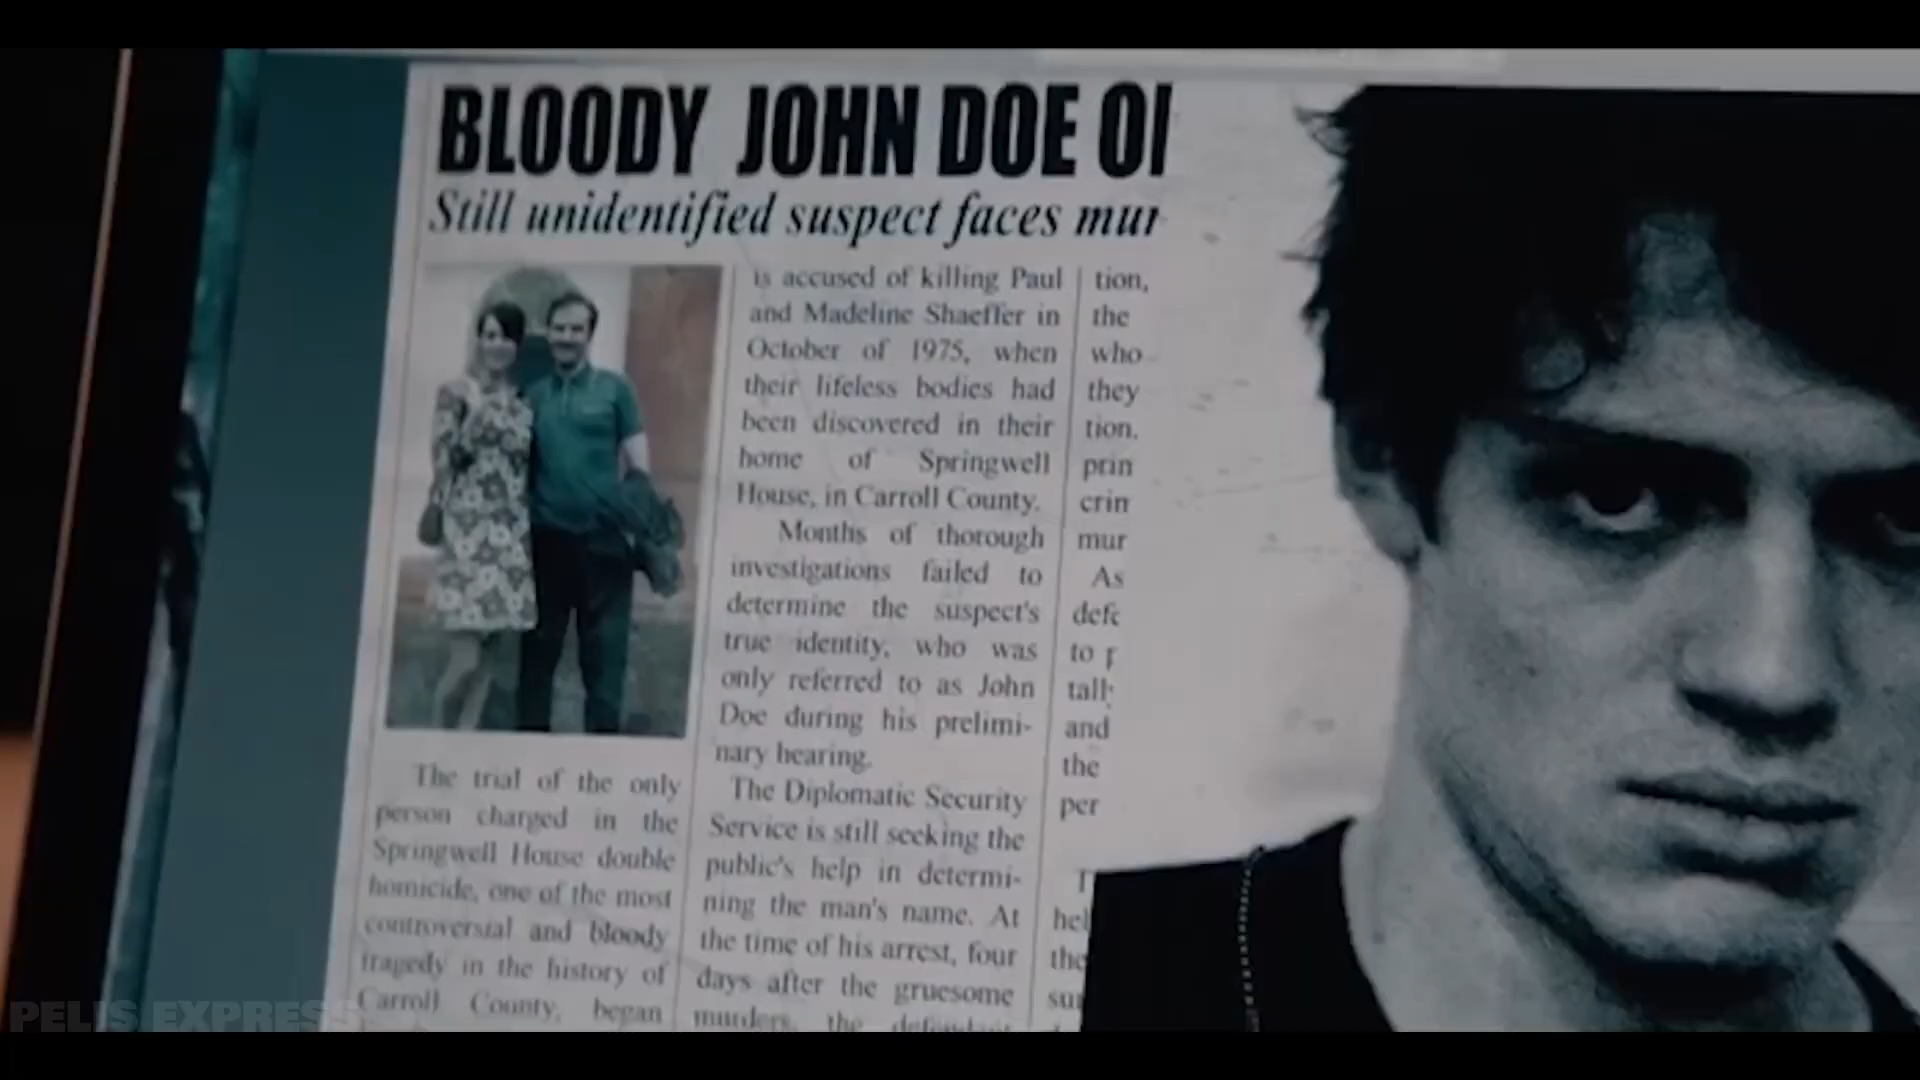 BLOODY JOHN DOE
Still unidentified suspect faces
The trial of the only
person charged in the
Springwell House double
homicide, one of the most
controversial and bloody
tragedy in the history of
Carroll County, began
is accused of killing Paul
and Madeline Shaeffer in
October of 1975, when
their lifeless bodies had
been discovered in their
home of Springwell
House, in Carroll County.
Months of thorough
investigations failed to
determine the suspect's
true identity, who was
only referred to as John
Doe during his prelimi-
nary hearing.
The Diplomatic Security
Service is still seeking the
public's help in determi-
ning the man's name. At
the time of his arrest, four
days after the gruesome
murders, the defendant
tion,
the
who
they
tion.
prin
crin
mur
As
to
and
the
per
PELIS EXPRESS